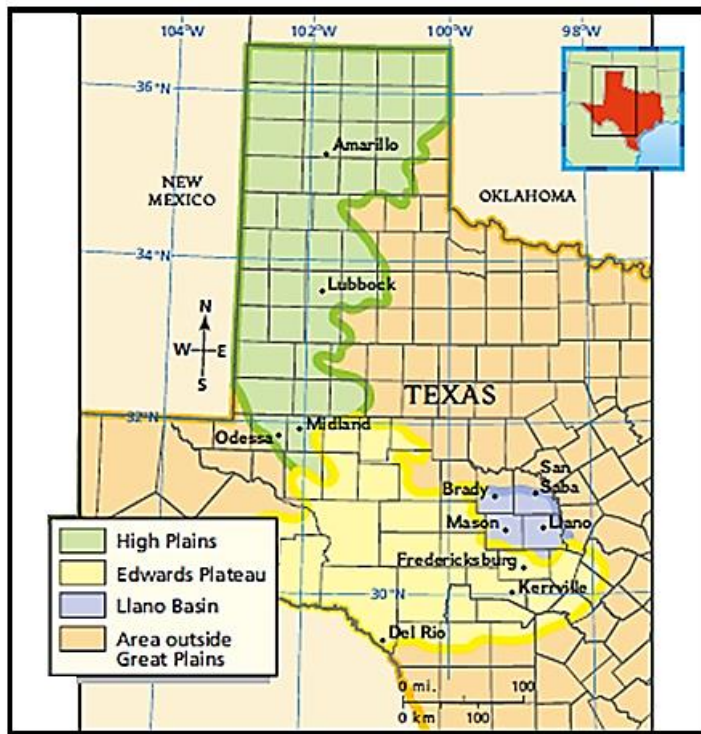 104°W 102°W 100°W 98°W
36°N
Amarillo
NEW
MEXICO
OKLAHOMA
34°N
Lubbock
N
W E
S
TEXAS
32°N
Midland
Odessa
San
Saba
Brady
Mason
Llano
Fredericksburg
Kerrville
30°N
Del Rio
High Plains
Edwards Plateau
Llano Basin
Area outside
Great Plains
0 mi. 100
0 km 100